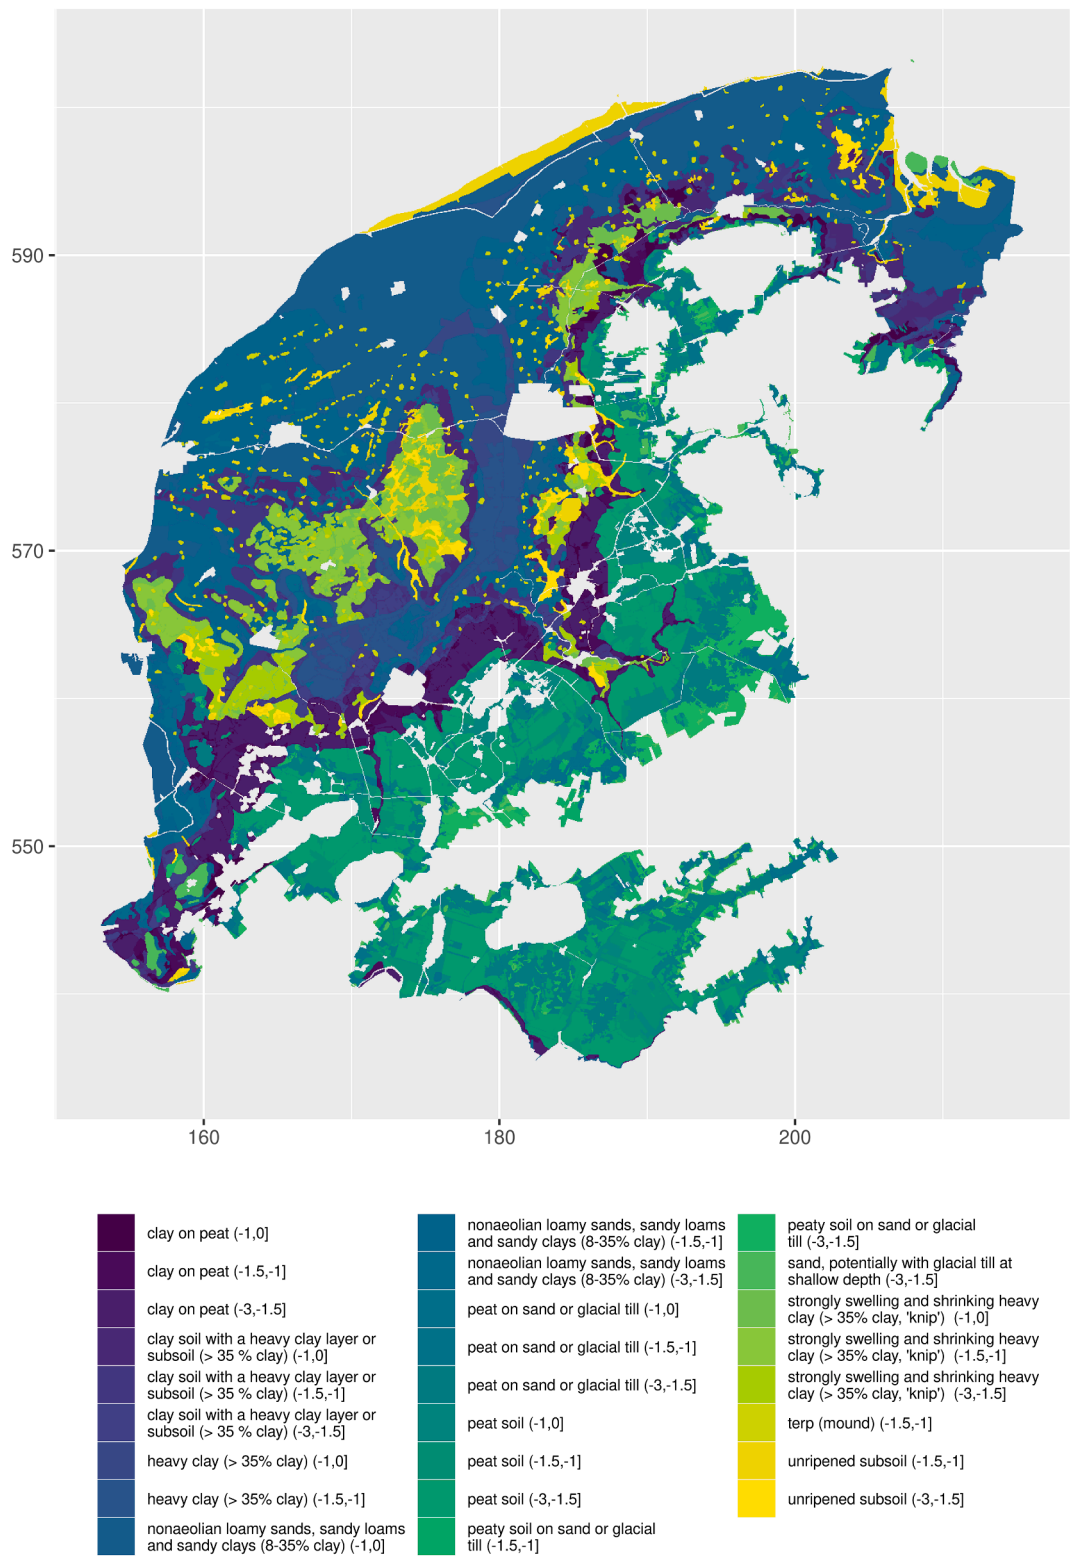 590
570
550
160
180
200
clay on peat (-1,0]
clay on peat (-1.5,-1]
clay on peat (-3,-1.5]
clay soil with a heavy clay layer or
subsoil (> 35 % clay) (-1,0]
clay soil with a heavy clay layer or
subsoil (> 35 % clay) (-1.5,-1]
clay soil with a heavy clay layer or
subsoil (> 35 % clay) (-3,-1.5]
heavy clay (> 35% clay) (-1,0]
heavy clay (> 35% clay) (-1.5,-1]
nonaeolian loamy sands, sandy loams
and sandy clays (8-35% clay) (-1,0]
nonaeolian loamy sands, sandy loams
and sandy clays (8-35% clay) (-1.5,-1]
nonaeolian loamy sands, sandy loams
and sandy clays (8-35% clay) (-3,-1.5]
peat on sand or glacial till (-1,0]
peat on sand or glacial till (-1.5,-1]
peat on sand or glacial till (-3,-1.5]
peat soil (-1,0]
peat soil (-1.5,-1]
peat soil (-3,-1.5]
peaty soil on sand or glacial
till (-1.5,-1]
peaty soil on sand or glacial
till (-3,-1.5]
sand, potentially with glacial till at
shallow depth (-3,-1.5]
strongly swelling and shrinking heavy
clay (> 35% clay, 'knip')  (-1,0]
strongly swelling and shrinking heavy
clay (> 35% clay, 'knip')  (-1.5,-1]
strongly swelling and shrinking heavy
clay (> 35% clay, 'knip')  (-3,-1.5]
terp (mound) (-1.5,-1]
unripened subsoil (-1.5,-1]
unripened subsoil (-3,-1.5]